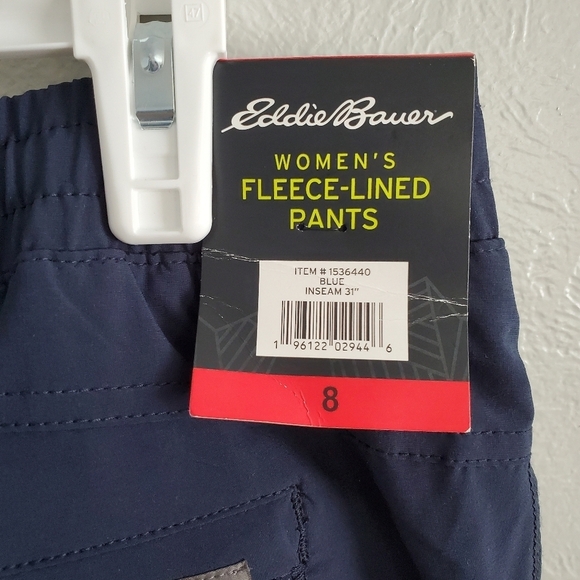 Eddie Bauer
WOMEN'S
FLEECE-LINED
PANTS
ITEM # 1536440
BLUE
INSEAM 31"
1 96122 02944 6
8